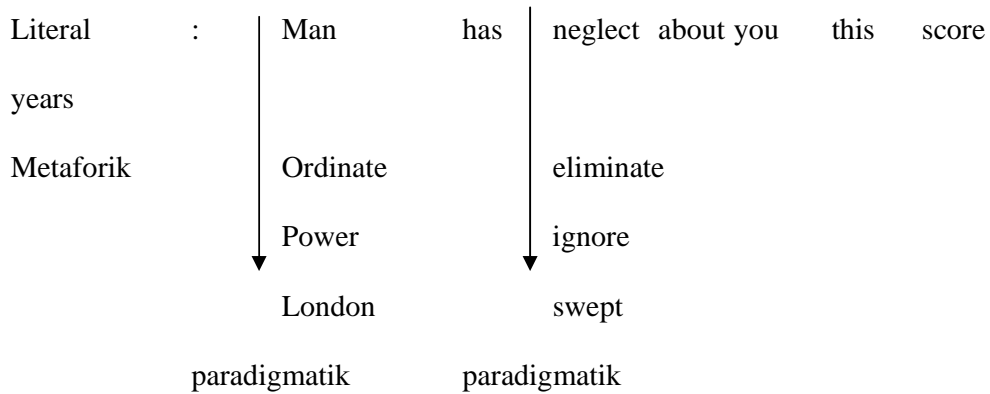 Literal : Man has neglect about you this score
years
Metaforik Ordinate eliminate
Power ignore
London swept
paradigmatik paradigmatik